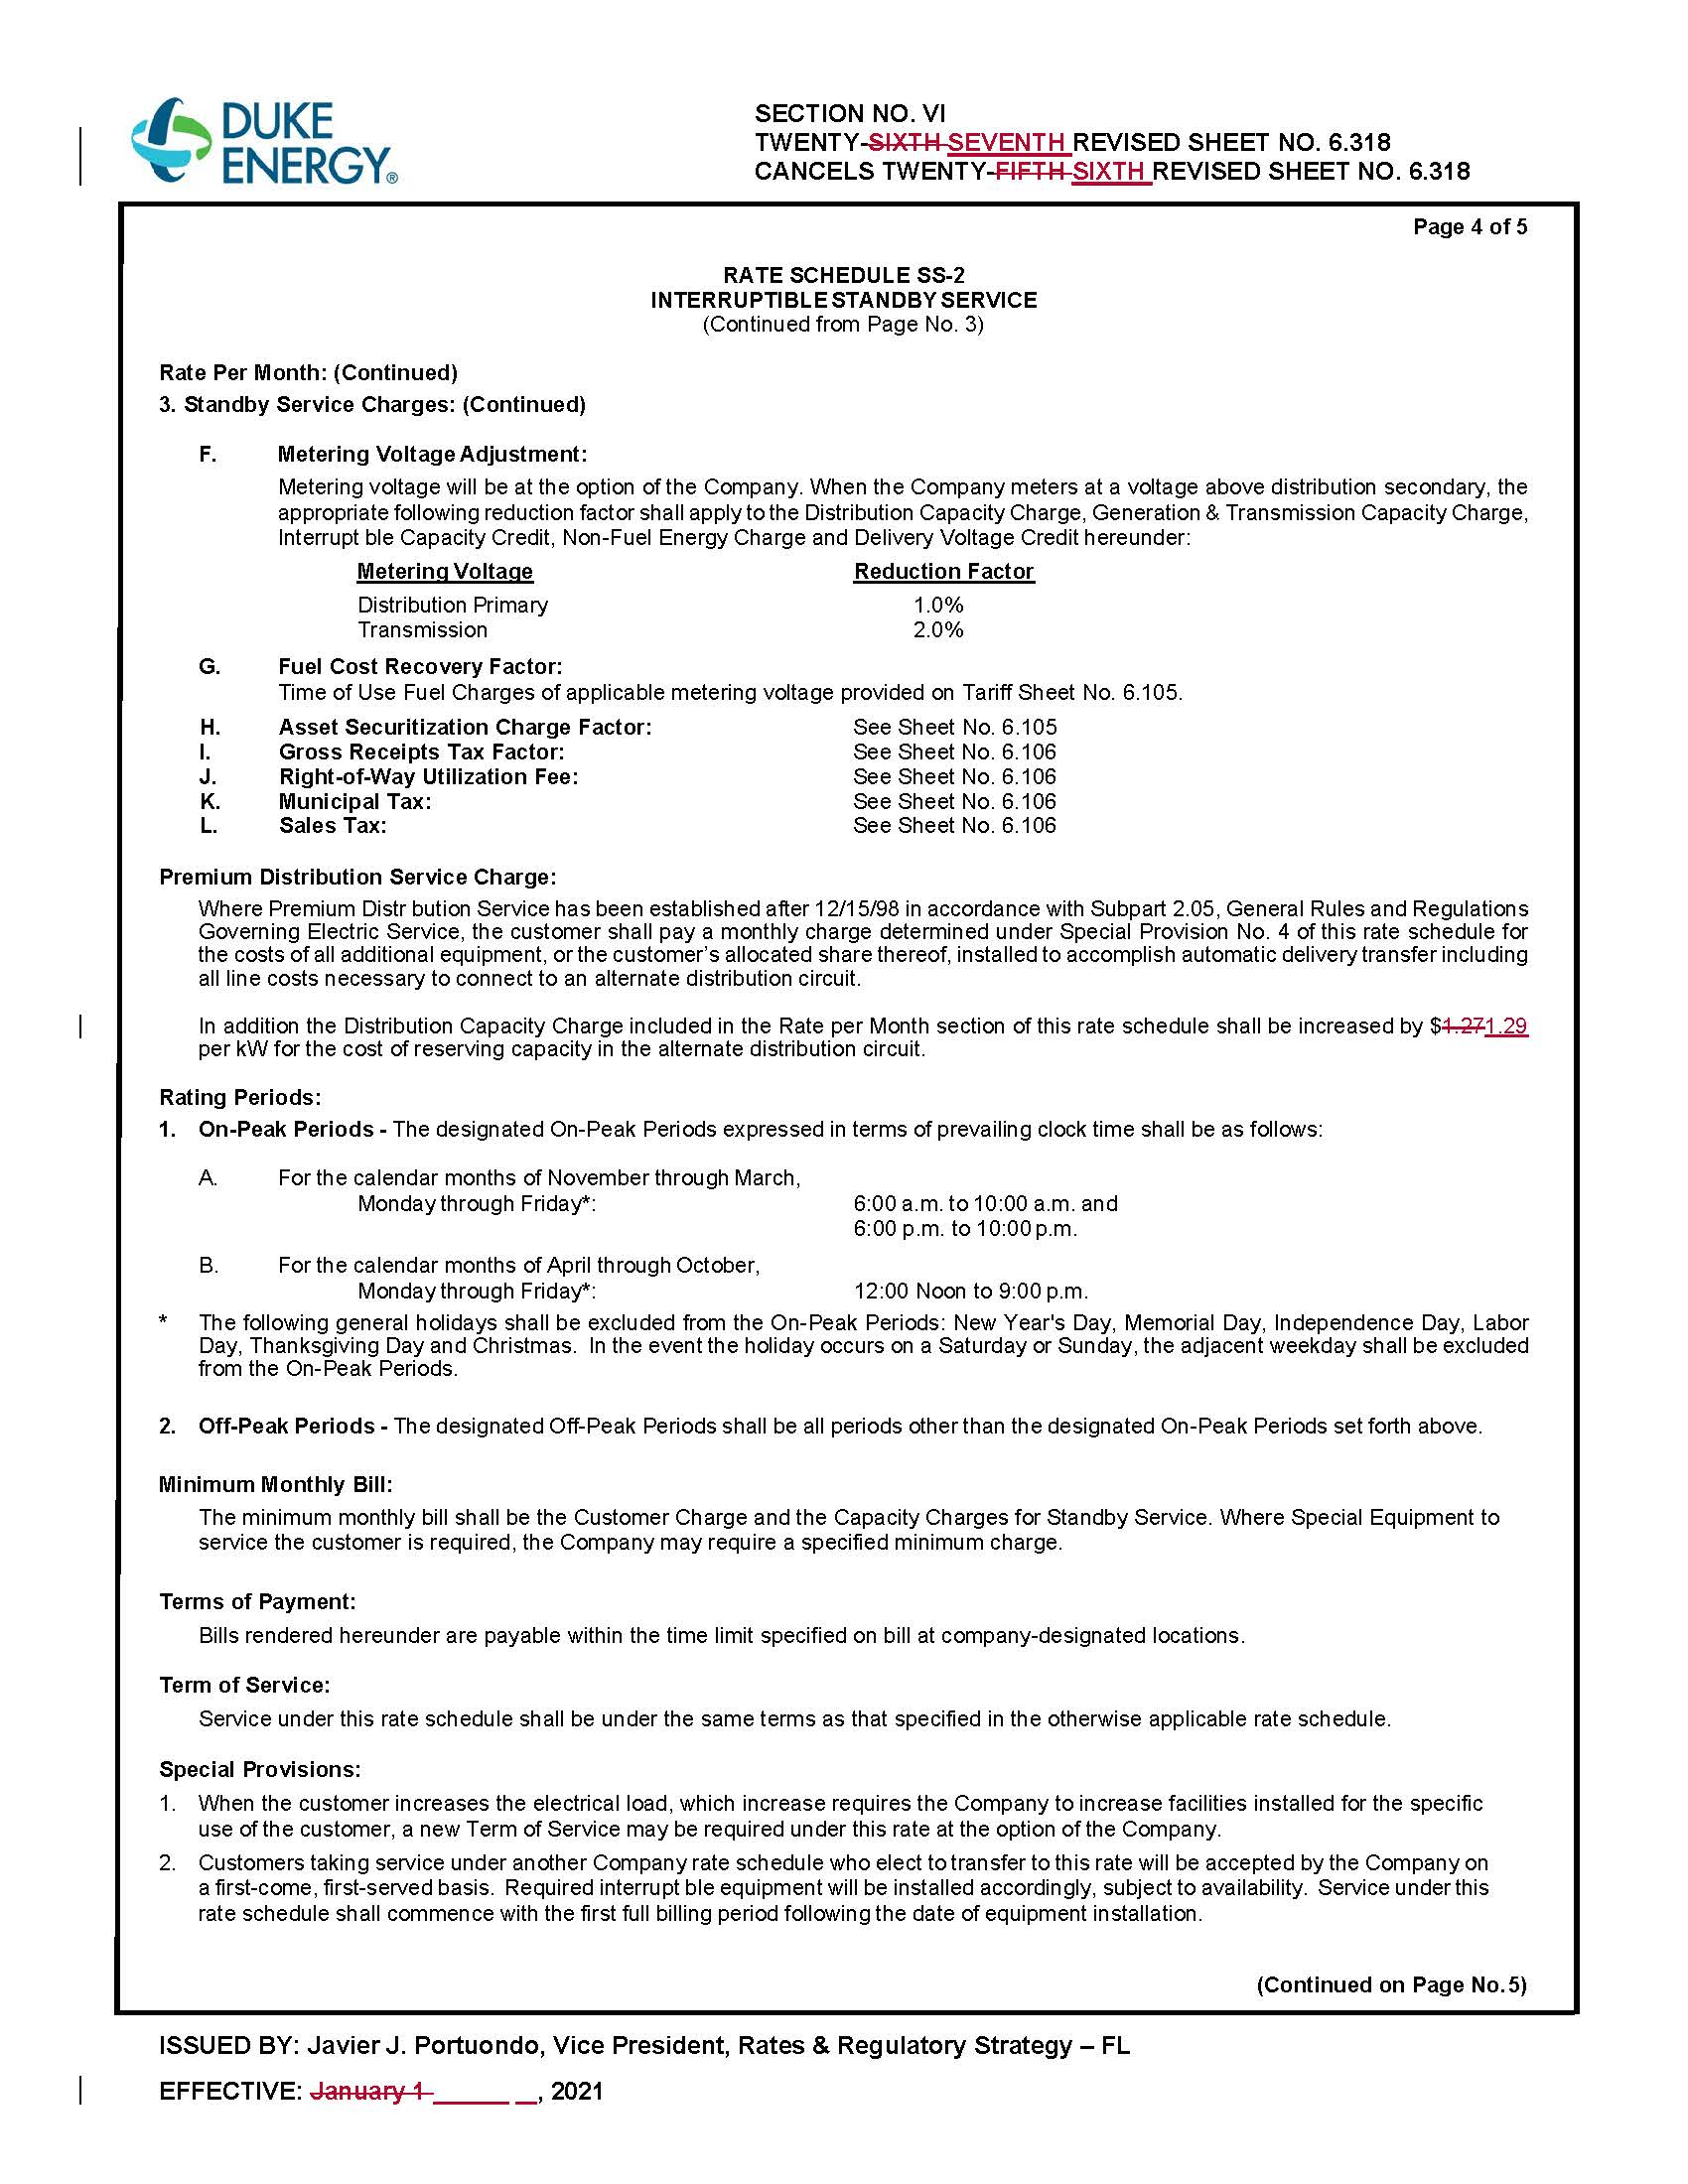 DUKE
ENERGY®
SECTION NO. VI
TWENTY-SIXTH SEVENTH REVISED SHEET NO. 6.318
CANCELS TWENTY-FIFTH SIXTH REVISED SHEET NO. 6.318
Page 4 of 5
RATE SCHEDULE SS-2
INTERRUPTIBLE STANDBY SERVICE
(Continued from Page No. 3)
Rate Per Month: (Continued)
3. Standby Service Charges: (Continued)
F. Metering Voltage Adjustment:
Metering voltage will be at the option of the Company. When the Company meters at a voltage above distribution secondary, the
appropriate following reduction factor shall apply to the Distribution Capacity Charge, Generation & Transmission Capacity Charge,
Interrupt ble Capacity Credit, Non-Fuel Energy Charge and Delivery Voltage Credit hereunder:
Metering Voltage Reduction Factor
Distribution Primary 1.0%
Transmission 2.0%
G. Fuel Cost Recovery Factor:
Time of Use Fuel Charges of applicable metering voltage provided on Tariff Sheet No. 6.105.
H. Asset Securitization Charge Factor: See Sheet No. 6.105
I. Gross Receipts Tax Factor: See Sheet No. 6.106
J. Right-of-Way Utilization Fee: See Sheet No. 6.106
K. Municipal Tax: See Sheet No. 6.106
L. Sales Tax: See Sheet No. 6.106
Premium Distribution Service Charge:
Where Premium Distr bution Service has been established after 12/15/98 in accordance with Subpart 2.05, General Rules and Regulations
Governing Electric Service, the customer shall pay a monthly charge determined under Special Provision No. 4 of this rate schedule for
the costs of all additional equipment, or the customer’s allocated share thereof, installed to accomplish automatic delivery transfer including
all line costs necessary to connect to an alternate distribution circuit.
In addition the Distribution Capacity Charge included in the Rate per Month section of this rate schedule shall be increased by $1.271.29
per kW for the cost of reserving capacity in the alternate distribution circuit.
Rating Periods:
1. On-Peak Periods - The designated On-Peak Periods expressed in terms of prevailing clock time shall be as follows:
A. For the calendar months of November through March,
Monday through Friday*: 6:00 a.m. to 10:00 a.m. and
6:00 p.m. to 10:00 p.m.
B. For the calendar months of April through October,
Monday through Friday*: 12:00 Noon to 9:00 p.m.
* The following general holidays shall be excluded from the On-Peak Periods: New Year's Day, Memorial Day, Independence Day, Labor
Day, Thanksgiving Day and Christmas. In the event the holiday occurs on a Saturday or Sunday, the adjacent weekday shall be excluded
from the On-Peak Periods.
2. Off-Peak Periods - The designated Off-Peak Periods shall be all periods other than the designated On-Peak Periods set forth above.
Minimum Monthly Bill:
The minimum monthly bill shall be the Customer Charge and the Capacity Charges for Standby Service. Where Special Equipment to
service the customer is required, the Company may require a specified minimum charge.
Terms of Payment:
Bills rendered hereunder are payable within the time limit specified on bill at company-designated locations.
Term of Service:
Service under this rate schedule shall be under the same terms as that specified in the otherwise applicable rate schedule.
Special Provisions:
1. When the customer increases the electrical load, which increase requires the Company to increase facilities installed for the specific
use of the customer, a new Term of Service may be required under this rate at the option of the Company.
2. Customers taking service under another Company rate schedule who elect to transfer to this rate will be accepted by the Company on
a first-come, first-served basis. Required interrupt ble equipment will be installed accordingly, subject to availability. Service under this
rate schedule shall commence with the first full billing period following the date of equipment installation.
(Continued on Page No. 5)
ISSUED BY: Javier J. Portuondo, Vice President, Rates & Regulatory Strategy – FL
EFFECTIVE: January 1 ______ __, 2021